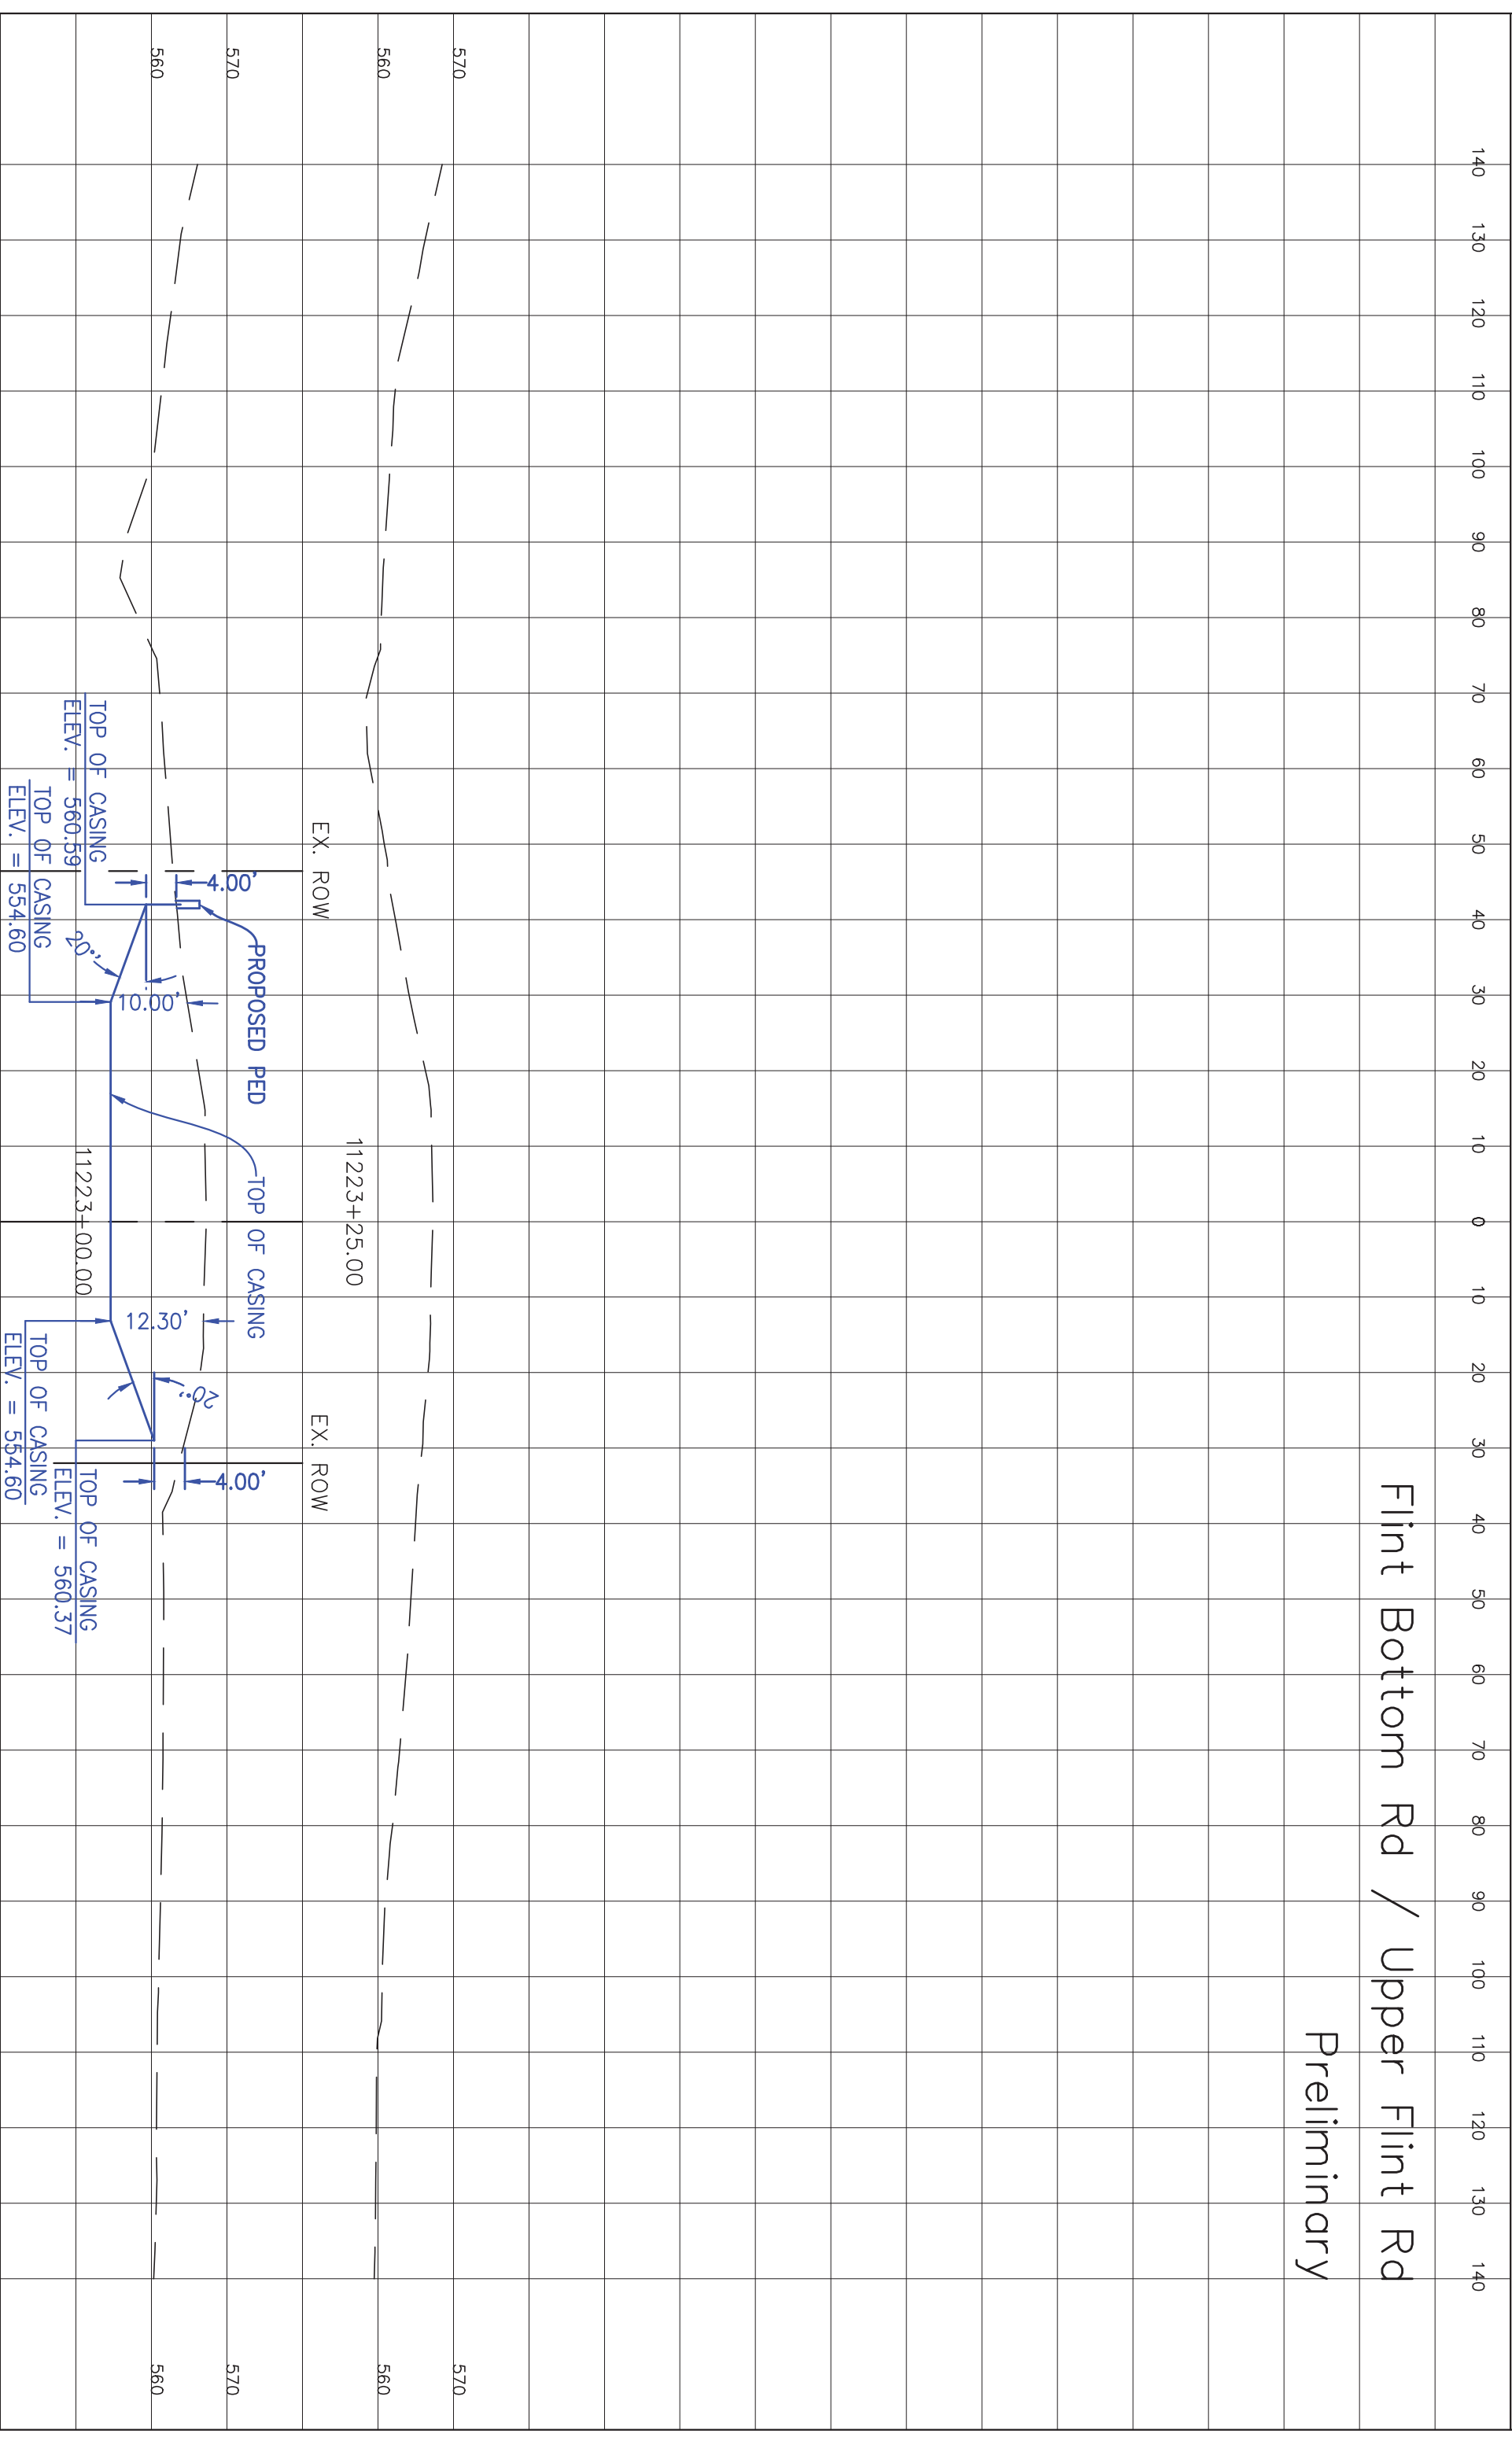 140 130 120 110 100 90 80 70 60 50 40 30 20 10 0 10 20 30 40 50 60 70 80 90 100 110 120 130 140
Flint Bottom Rd / Upper Flint Rd
Preliminary
570 570
560 560
11223+25.00
EX. ROW EX. ROW
PROPOSED PED
TOP OF CASING
570 570
4.00'
4.00'
10.00'
12.30'
20°
20°
560 560
TOP OF CASING
ELEV. = 560.59
11223+00.00
TOP OF CASING
ELEV. = 560.37
TOP OF CASING
ELEV. = 554.60
TOP OF CASING
ELEV. = 554.60